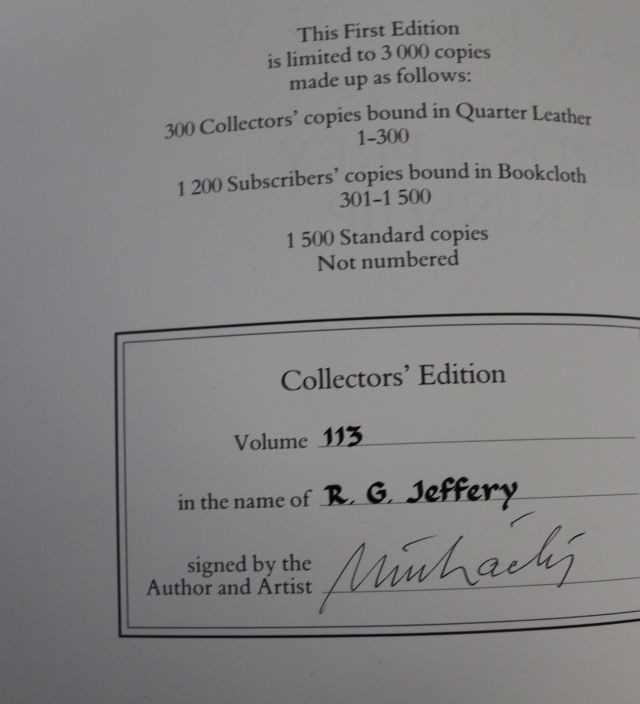 This First Edition
is limited to 3 000 copies
made up as follows:
300 Collectors' copies bound in Quarter Leather
1–300
1 200 Subscribers' copies bound in Bookcloth
301–1 500
1 500 Standard copies
Not numbered
Collectors' Edition
Volume 113
in the name of R. G. Jeffery
signed by the
Author and Artist